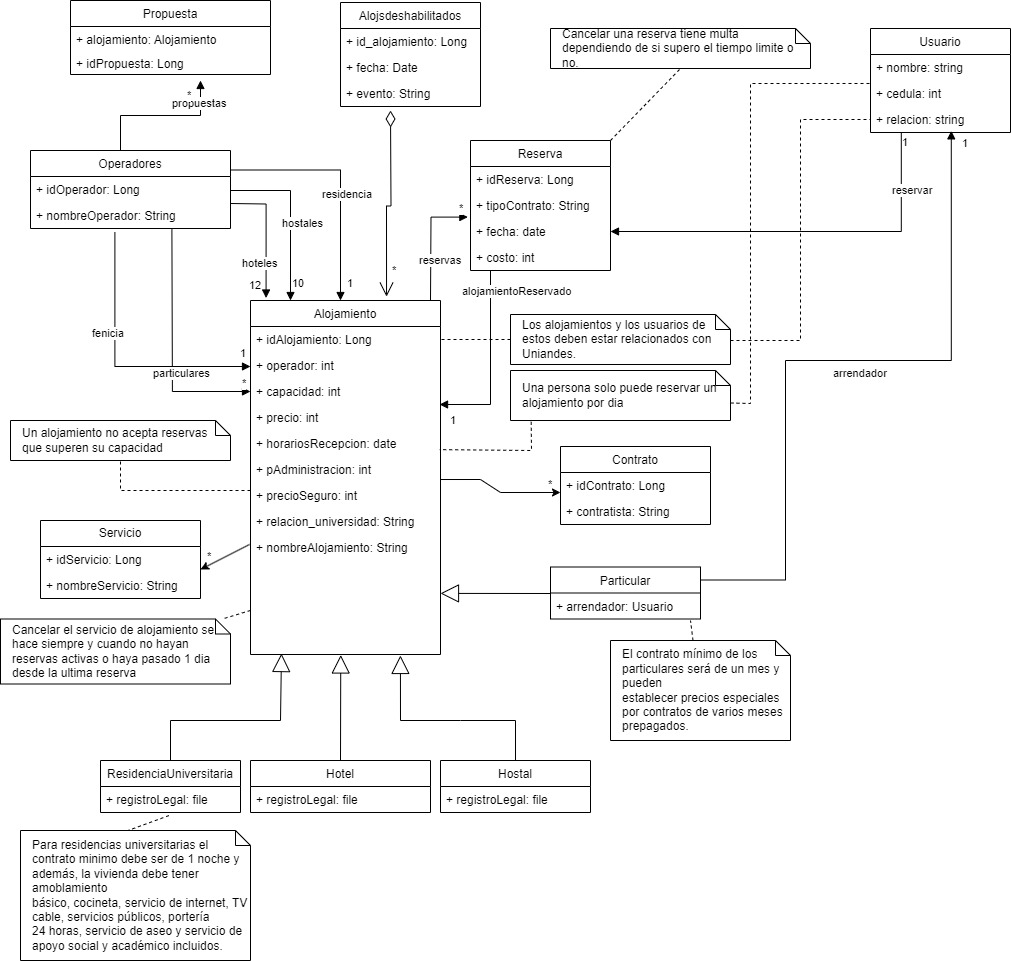 Propuesta
+ alojamiento: Alojamiento
+ idPropuesta: Long
Alojsdeshabilitados
+ id_alojamiento: Long
+ fecha: Date
+ evento: String
Cancelar una reserva tiene multa
dependiendo de si supero el tiempo limite o
no.
Usuario
+ nombre: string
+ cedula: int
+ relacion: string
*
propuestas
Operadores
+ idOperador: Long
+ nombreOperador: String
Reserva
+ idReserva: Long
+ tipoContrato: String
+ fecha: date
+ costo: int
1
1
reservar
residencia
hostales
hoteles
12
10
1
*
*
reservas
alojamientoReservado
fenicia
1
particulares
*
Alojamiento
+ idAlojamiento: Long
+ operador: int
+ capacidad: int
+ precio: int
+ horariosRecepcion: date
+ pAdministracion: int
+ precioSeguro: int
+ relacion_universidad: String
+ nombreAlojamiento: String
Los alojamientos y los usuarios de
estos deben estar relacionados con
Uniandes.
Una persona solo puede reservar un
alojamiento por dia
arrendador
1
Un alojamiento no acepta reservas
que superen su capacidad
Contrato
+ idContrato: Long
+ contratista: String
*
Servicio
+ idServicio: Long
+ nombreServicio: String
*
Particular
+ arrendador: Usuario
Cancelar el servicio de alojamiento se
hace siempre y cuando no hayan
reservas activas o haya pasado 1 dia
desde la ultima reserva
El contrato mínimo de los
particulares será de un mes y
pueden
establecer precios especiales
por contratos de varios meses
prepagados.
ResidenciaUniversitaria
+ registroLegal: file
Hotel
+ registroLegal: file
Hostal
+ registroLegal: file
Para residencias universitarias el
contrato minimo debe ser de 1 noche y
además, la vivienda debe tener
amoblamiento
básico, cocineta, servicio de internet, TV
cable, servicios públicos, portería
24 horas, servicio de aseo y servicio de
apoyo social y académico incluidos.